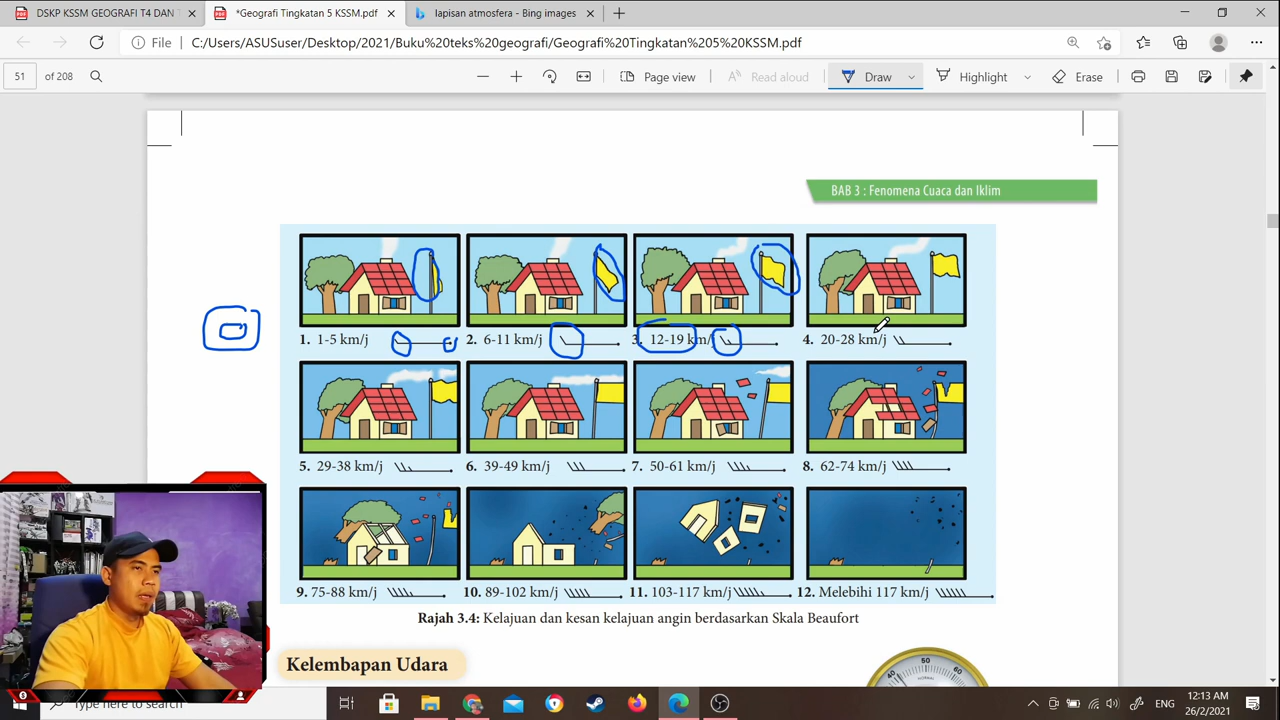 DSKP KSSM GEOGRAFI T4 DAN
*Geografi Tingkatan 5 KSSM.pdf
lapisan atmosfera - Bing images
File
C:/Users/ASUSuser/Desktop/2021/Buku%20teks%20geografi/Geografi%20Tingkatan%205%20KSSM.pdf
51 of 208
Page view
Read aloud
Draw
Highlight
Erase
BAB 3 : Fenomena Cuaca dan Iklim
1. 1-5 km/j
2. 6-11 km/j
3. 12-19 km/j
4. 20-28 km/j
5. 29-38 km/j
6. 39-49 km/j
7. 50-61 km/j
8. 62-74 km/j
9. 75-88 km/j
10. 89-102 km/j
11. 103-117 km/j
12. Melebihi 117 km/j
Rajah 3.4: Kelajuan dan kesan kelajuan angin berdasarkan Skala Beaufort
Kelembapan Udara
40 50 60
Type here to search
12:13 AM
26/2/2021